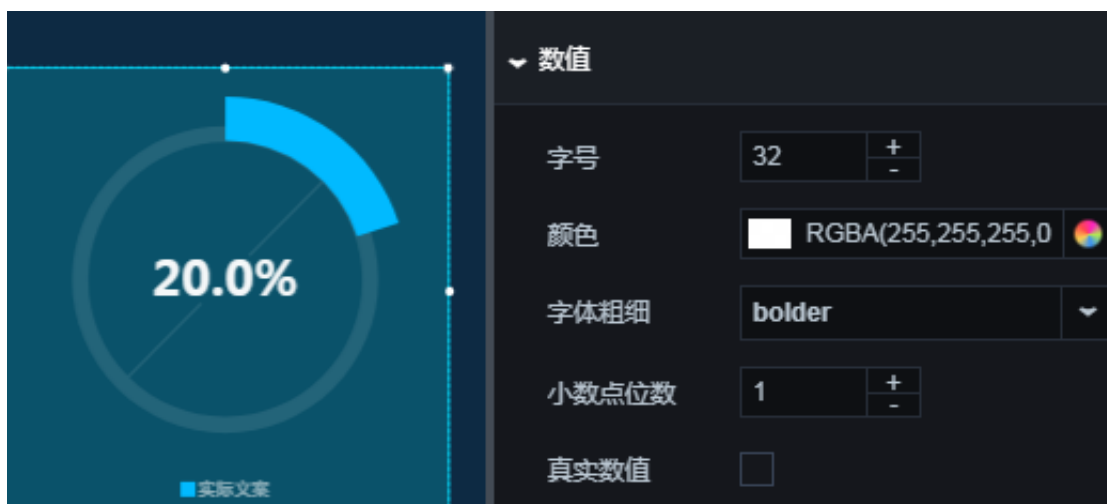 20.0%
实际文案
数值
字号
32
+
-
颜色
RGBA(255,255,255,0
字体粗细
bolder
小数点位数
1
+
-
真实数值